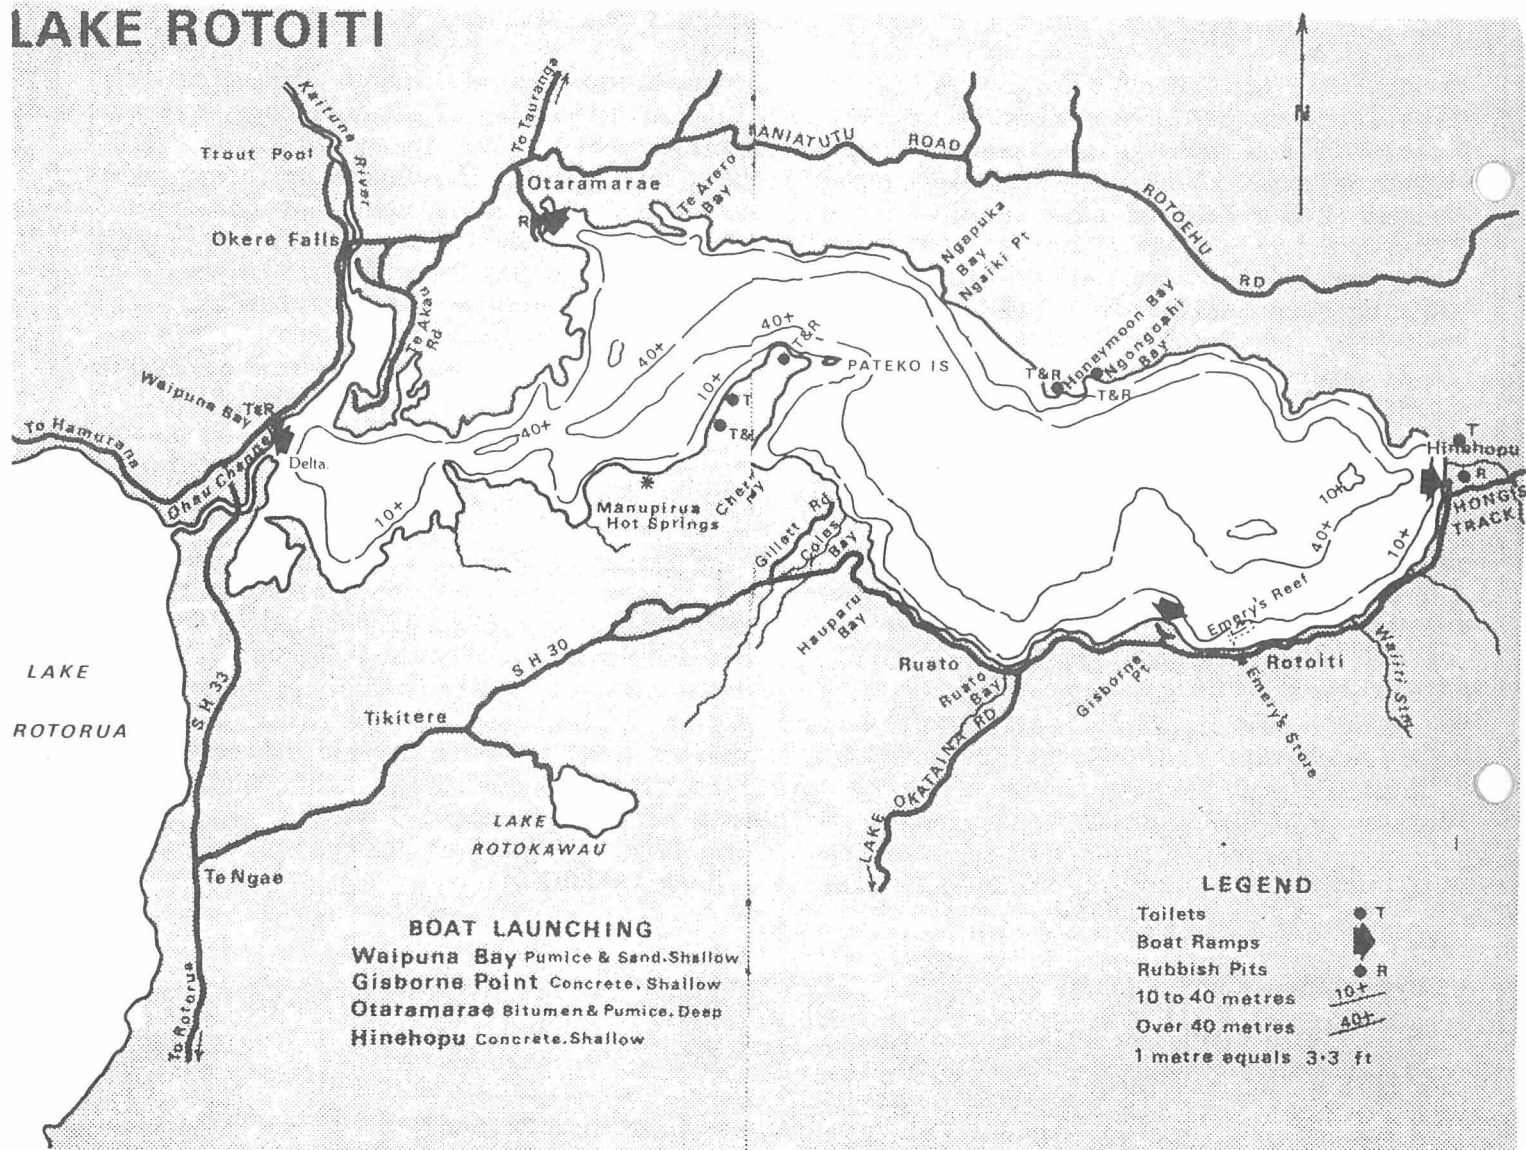 LAKE ROTOITI
Kaituna River
Trout Pool
Okere Falls
To Tauranga
Otaramarae
R
Te Arero
Bay
MANIATUTU ROAD
ROTOEHU
RD
N
Ngapuka
Bay
Ngaiki Pt
Honeymoon Bay
Ngongoahi
Bay
T&R
T&R
Te Akau
Rd
Waipuna Bay
T&R
To Hamurana
Ohau Channel
Delta.
40+
40+
40+
10+
10+
T&R
PATEKO IS
T
Manupirua
Hot Springs
Gillett Rd
Coles
Bay
Hauparu
Bay
T
Hinehopu
R
HONGIS
TRACK
10+
40+
10+
Emery's Reef
Rotoiti
Waiiti Stm
Emery's Store
Gisborne
Pt
Ruato
Ruato
Bay
LAKE OKATAINA RD
S H 30
S H 33
LAKE
ROTORUA
Tikitere
LAKE
ROTOKAWAU
Te Ngae
To Rotorua
BOAT LAUNCHING
Waipuna Bay Pumice & Sand.Shallow
Gisborne Point Concrete.Shallow
Otaramarae Bitumen & Pumice.Deep
Hinehopu Concrete.Shallow
LEGEND
Toilets T
Boat Ramps
Rubbish Pits R
10 to 40 metres 10+
Over 40 metres 40+
1 metre equals 3·3 ft